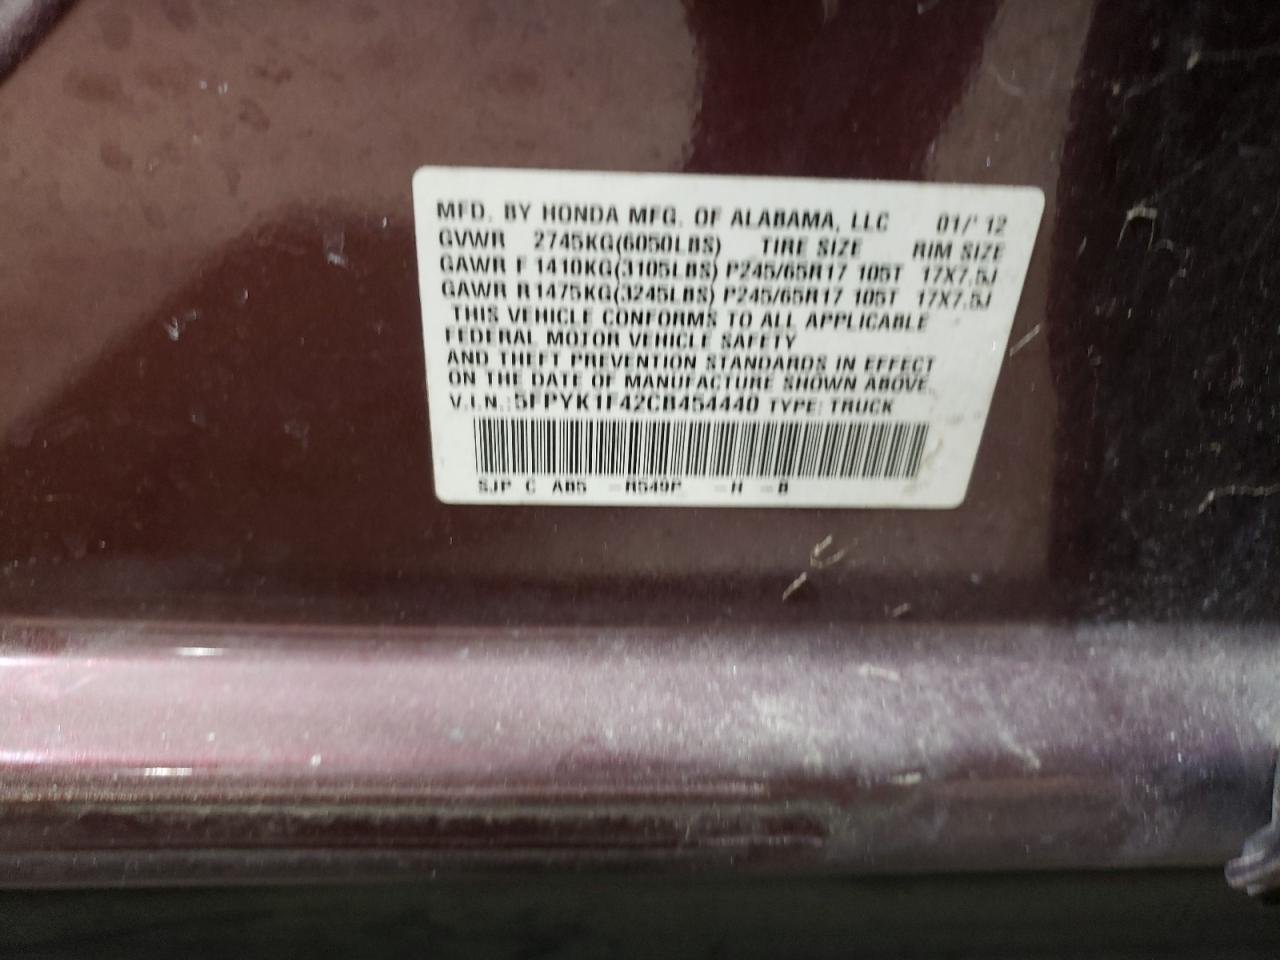 MFD. BY HONDA MFG. OF ALABAMA, LLC 01/' 12
GVWR 2745KG(6050LBS) TIRE SIZE RIM SIZE
GAWR F 1410KG(3105LBS) P245/65R17 105T 17X7.5J
GAWR R1475KG(3245LBS) P245/65R17 105T 17X7.5J
THIS VEHICLE CONFORMS TO ALL APPLICABLE
FEDERAL MOTOR VEHICLE SAFETY
AND THEFT PREVENTION STANDARDS IN EFFECT
ON THE DATE OF MANUFACTURE SHOWN ABOVE.
V.I.N.: 5FPYK1F42CB454440 TYPE: TRUCK
SJP C AB5 -R549P -H -B